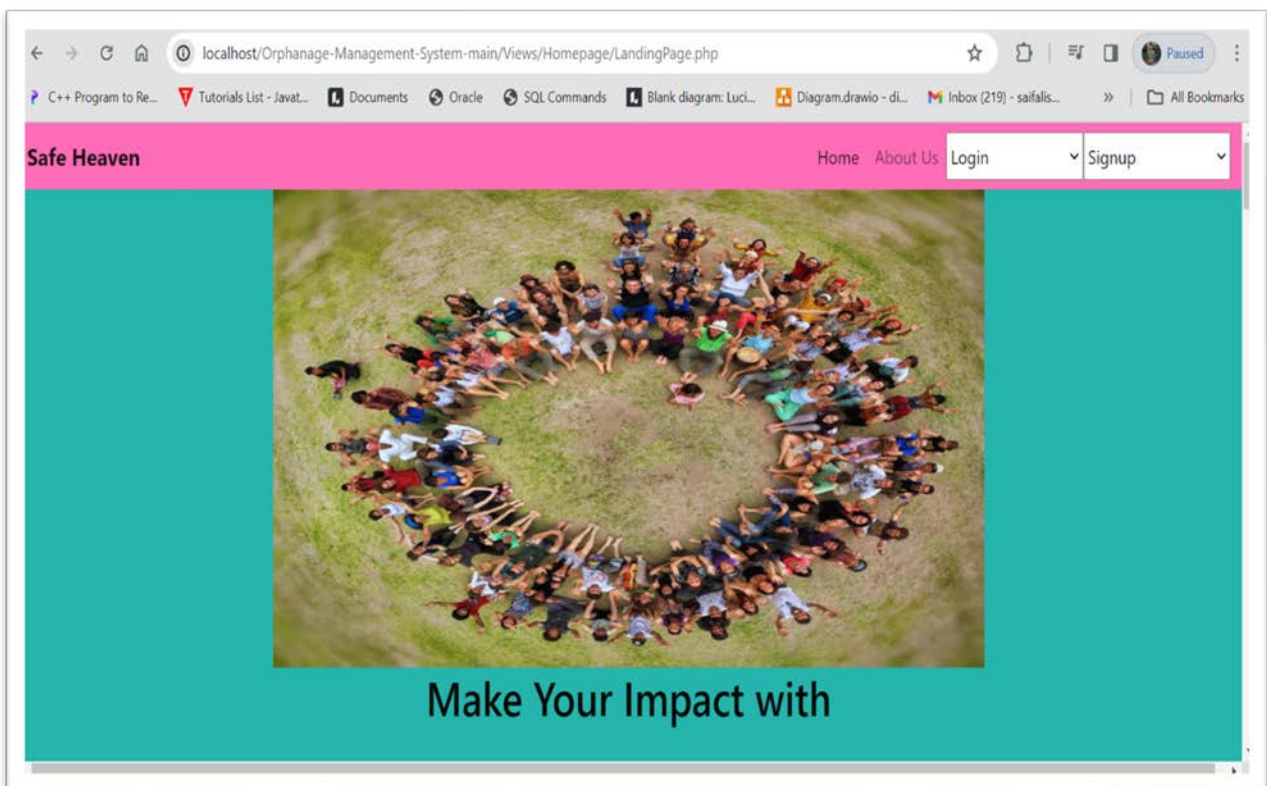 localhost/Orphanage-Management-System-main/Views/Homepage/LandingPage.php
Paused
C++ Program to Re...
Tutorials List - Javat...
Documents
Oracle
SQL Commands
Blank diagram: Luci...
Diagram.drawio - di...
Inbox (219) - saifalis...
»
All Bookmarks
Safe Heaven
Home
About Us
Login
Signup
Make Your Impact with